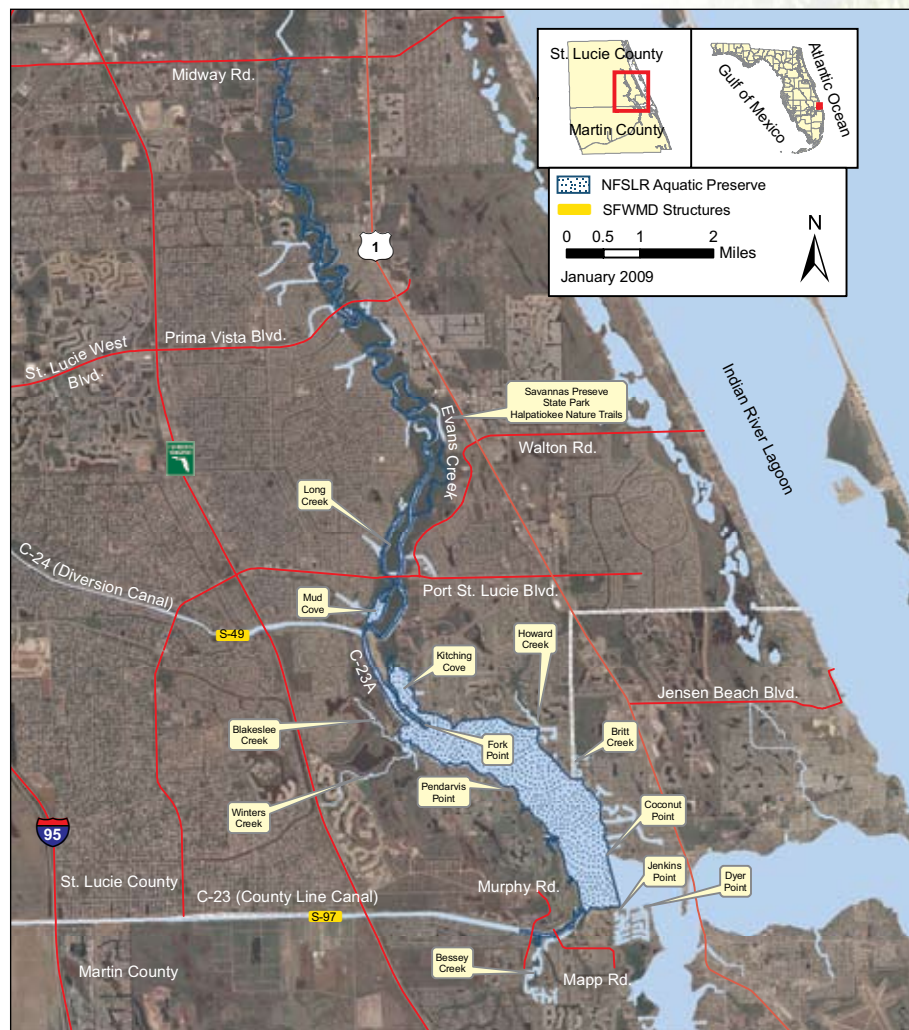 St. Lucie County
Martin County
Gulf of Mexico
Atlantic Ocean
NFSLR Aquatic Preserve
SFWMD Structures
0 0.5 1 2
Miles
January 2009
N
Midway Rd.
1
Prima Vista Blvd.
St. Lucie West
Blvd.
Savannas Preseve
State Park
Halpatiokee Nature Trails
Indian River Lagoon
Evans Creek
Walton Rd.
Long
Creek
C-24 (Diversion Canal)
Port St. Lucie Blvd.
Mud
Cove
S-49
C-23A
Kitching
Cove
Howard
Creek
Jensen Beach Blvd.
Blakeslee
Creek
Fork
Point
Britt
Creek
Pendarvis
Point
Winters
Creek
Coconut
Point
95
Jenkins
Point
Dyer
Point
St. Lucie County
C-23 (County Line Canal)
Murphy Rd.
S-97
Martin County
Bessey
Creek
Mapp Rd.